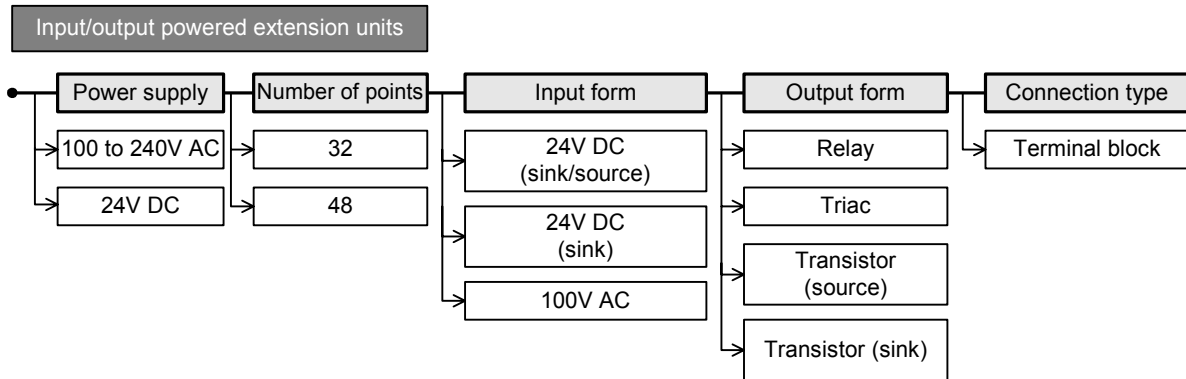 Input/output powered extension units
Power supply
Number of points
Input form
Output form
Connection type
100 to 240V AC
24V DC
32
48
24V DC
(sink/source)
24V DC
(sink)
100V AC
Relay
Triac
Transistor
(source)
Transistor (sink)
Terminal block